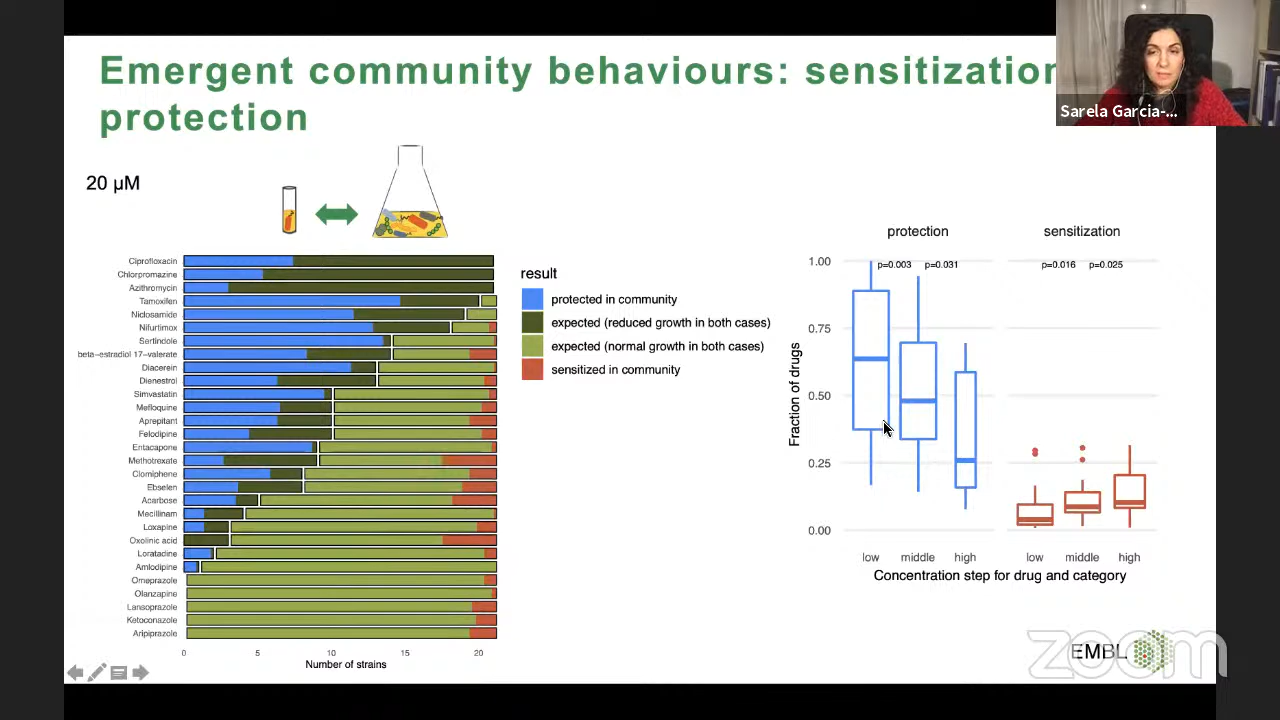 Emergent community behaviours: sensitization
protection
Sarela Garcia-...
20 µM
Ciprofloxacin
Chlorpromazine
Azithromycin
Tamoxifen
Niclosamide
Nifurtimox
Sertindole
beta-estradiol 17-valerate
Diacerein
Dienestrol
Simvastatin
Mefloquine
Aprepitant
Felodipine
Entacapone
Methotrexate
Clomiphene
Ebselen
Acarbose
Mecillinam
Loxapine
Oxolinic acid
Loratadine
Amlodipine
Omeprazole
Olanzapine
Lansoprazole
Ketoconazole
Aripiprazole
0 5 10 15 20
Number of strains
result
protected in community
expected (reduced growth in both cases)
expected (normal growth in both cases)
sensitized in community
protection sensitization
p=0.003 p=0.031 p=0.016 p=0.025
1.00
0.75
0.50
0.25
0.00
Fraction of drugs
low middle high low middle high
Concentration step for drug and category
EMBL
zoom